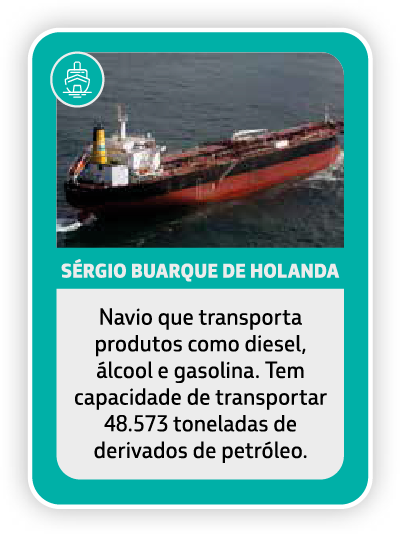 SÉRGIO BUARQUE DE HOLANDA
Navio que transporta
produtos como diesel,
álcool e gasolina. Tem
capacidade de transportar
48.573 toneladas de
derivados de petróleo.